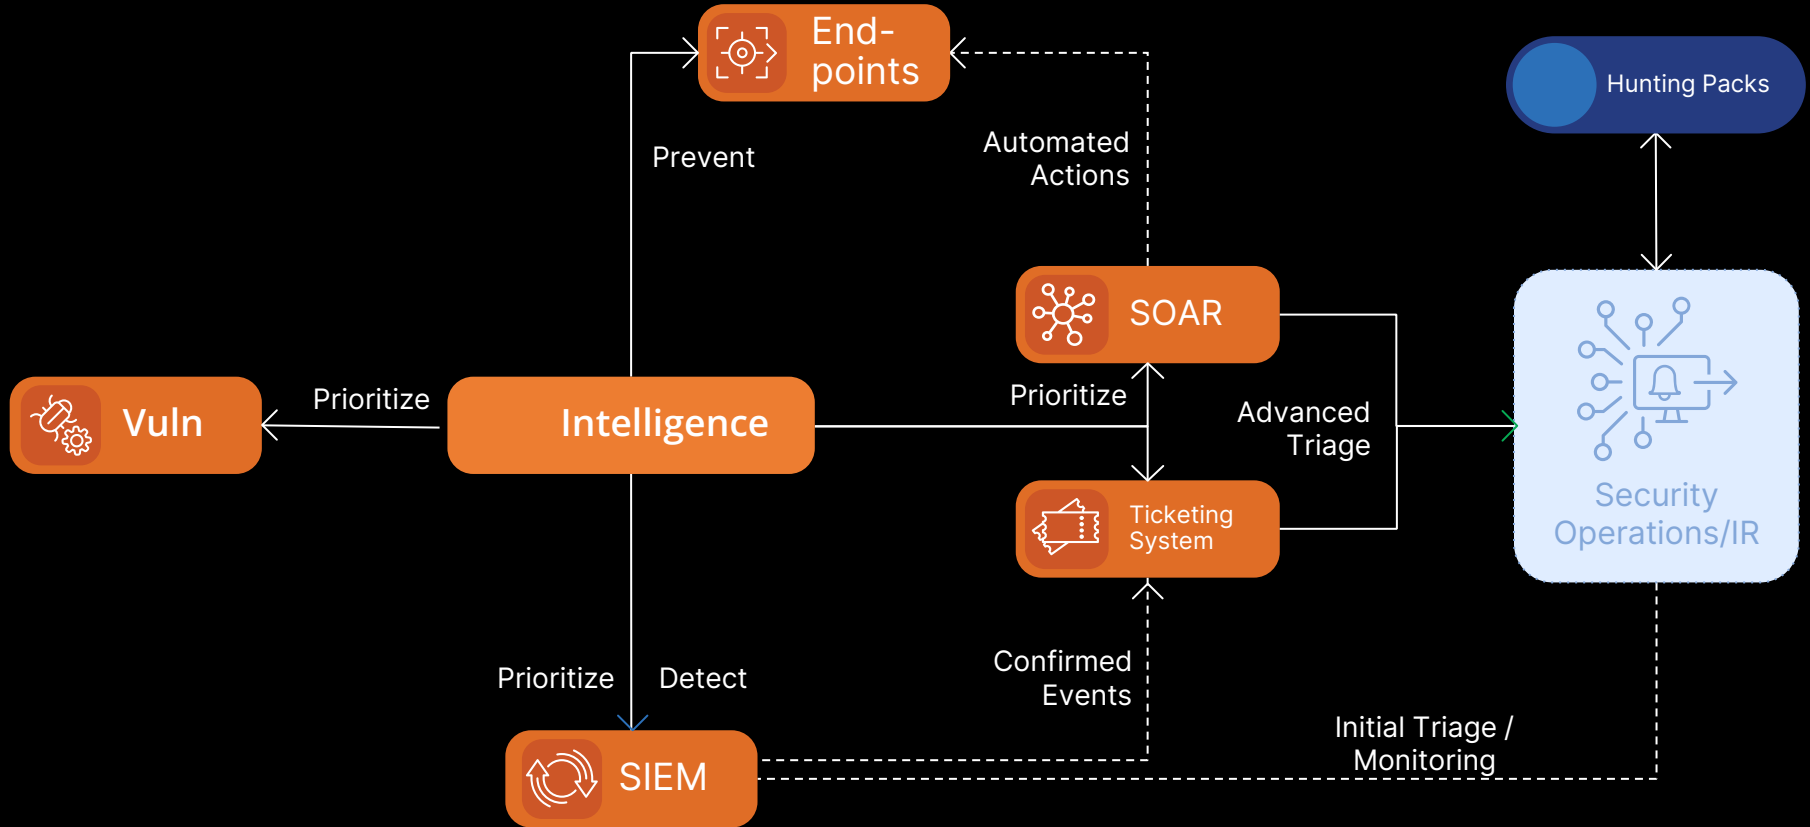 End-
points
Hunting Packs
Prevent
Automated
Actions
SOAR
Prioritize
Vuln
Intelligence
Prioritize
Advanced
Triage
Ticketing
System
Security
Operations/IR
Prioritize
Detect
Confirmed
Events
Initial Triage /
Monitoring
SIEM